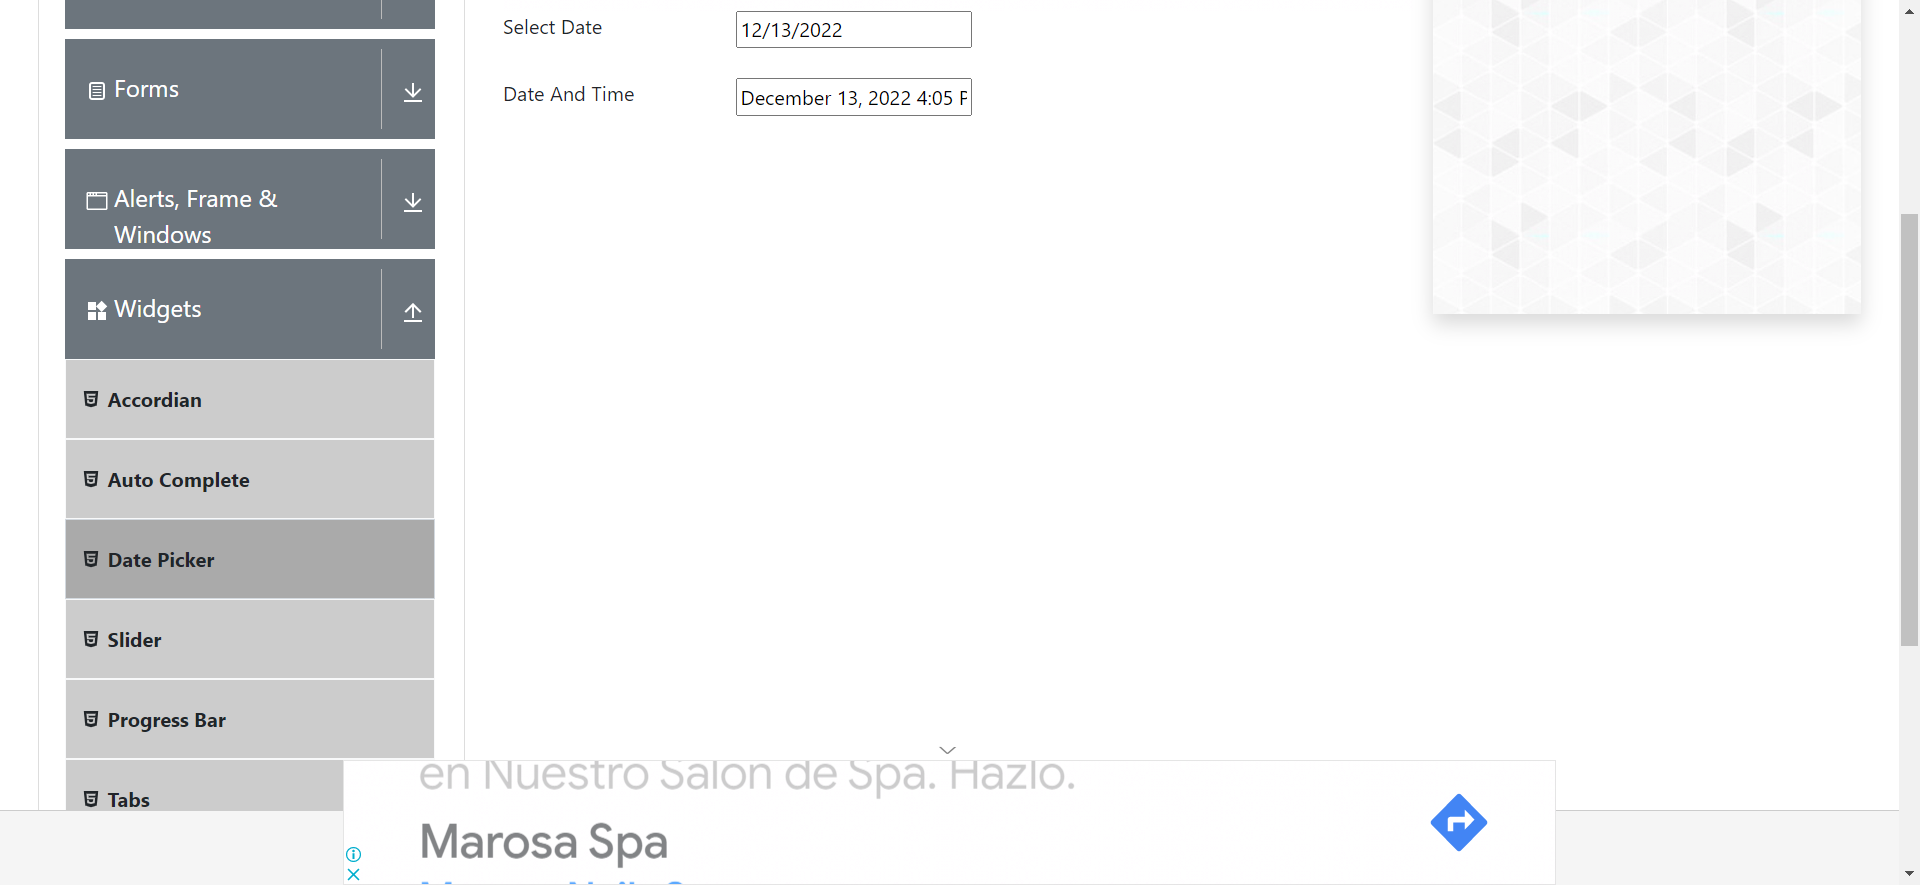 Select Date
12/13/2022
Date And Time
December 13, 2022 4:05 P
Forms
Alerts, Frame &
Windows
Widgets
Accordian
Auto Complete
Date Picker
Slider
Progress Bar
Tabs
en Nuestro Salon de Spa. Hazlo.
Marosa Spa